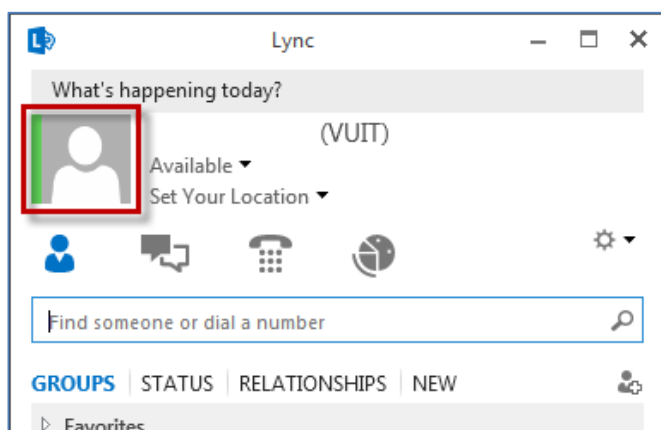 Lync
What's happening today?
(VUIT)
Available
Set Your Location
Find someone or dial a number
GROUPS STATUS RELATIONSHIPS NEW
Favorites